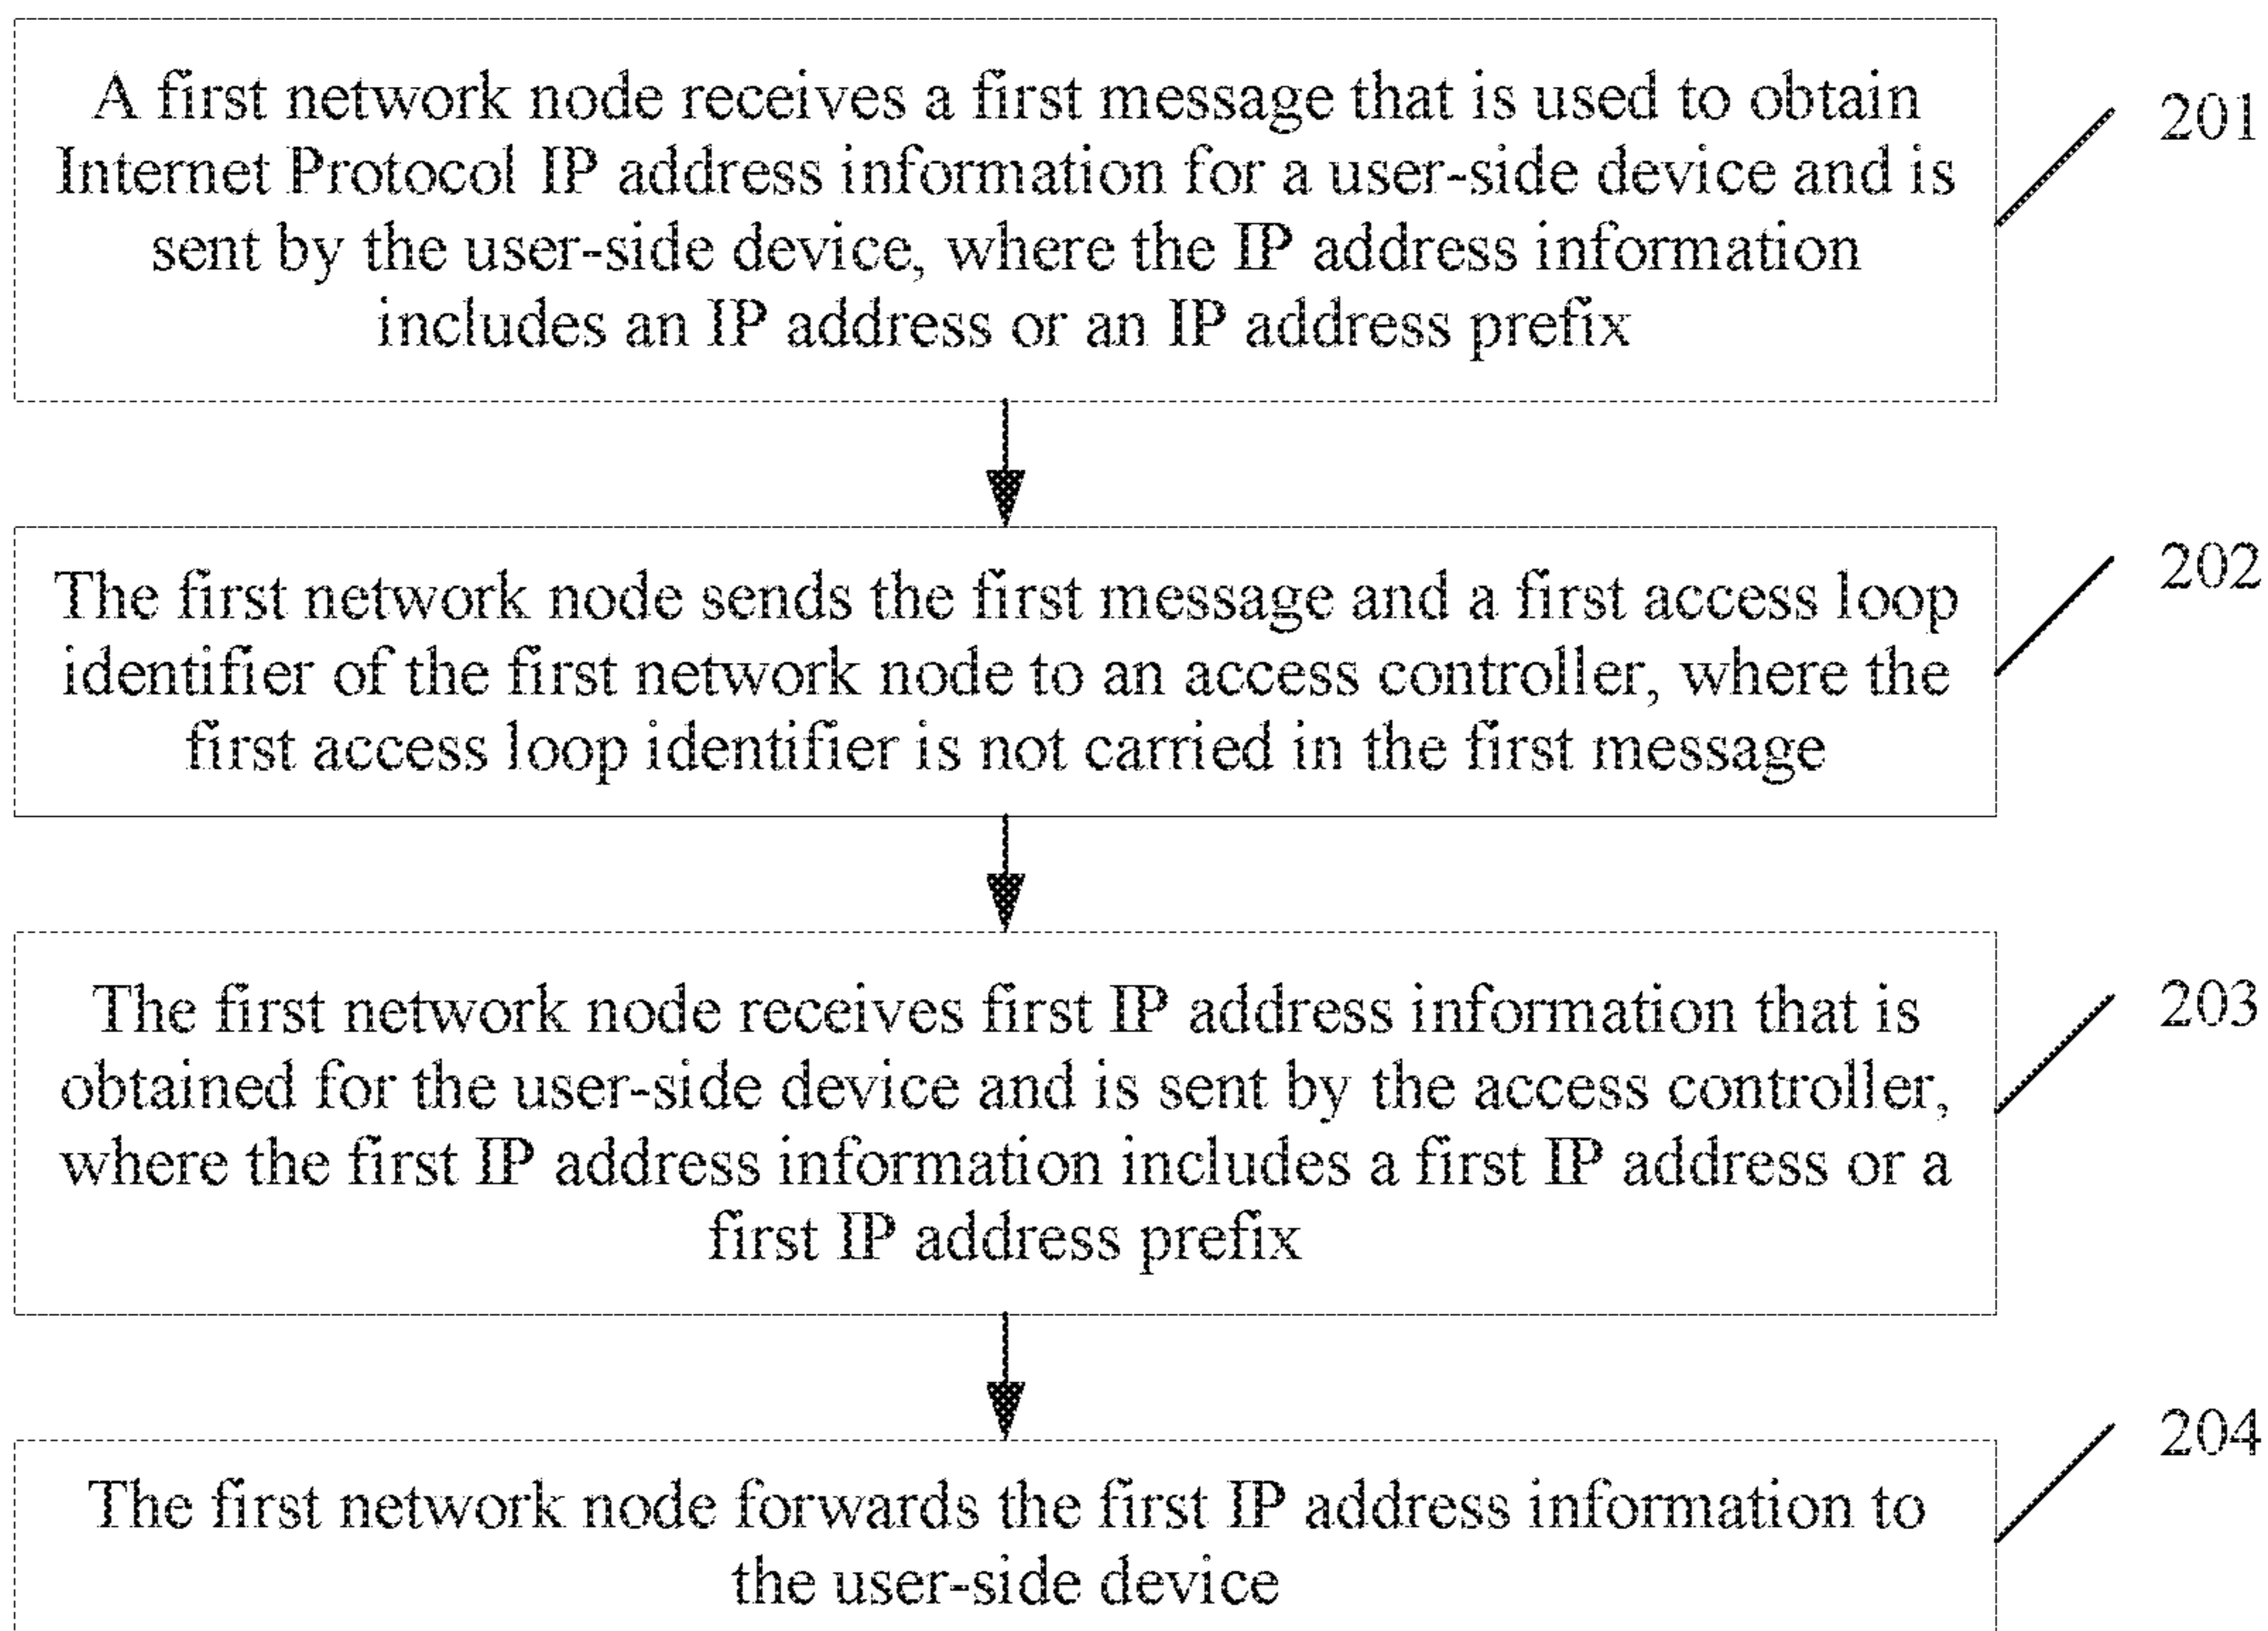 A first network node receives a first message that is used to obtain
Internet Protocol IP address information for a user-side device and is
sent by the user-side device, where the IP address information
includes an IP address or an IP address prefix
201
The first network node sends the first message and a first access loop
identifier of the first network node to an access controller, where the
first access loop identifier is not carried in the first message
202
The first network node receives first IP address information that is
obtained for the user-side device and is sent by the access controller,
where the first IP address information includes a first IP address or a
first IP address prefix
203
The first network node forwards the first IP address information to
the user-side device
204